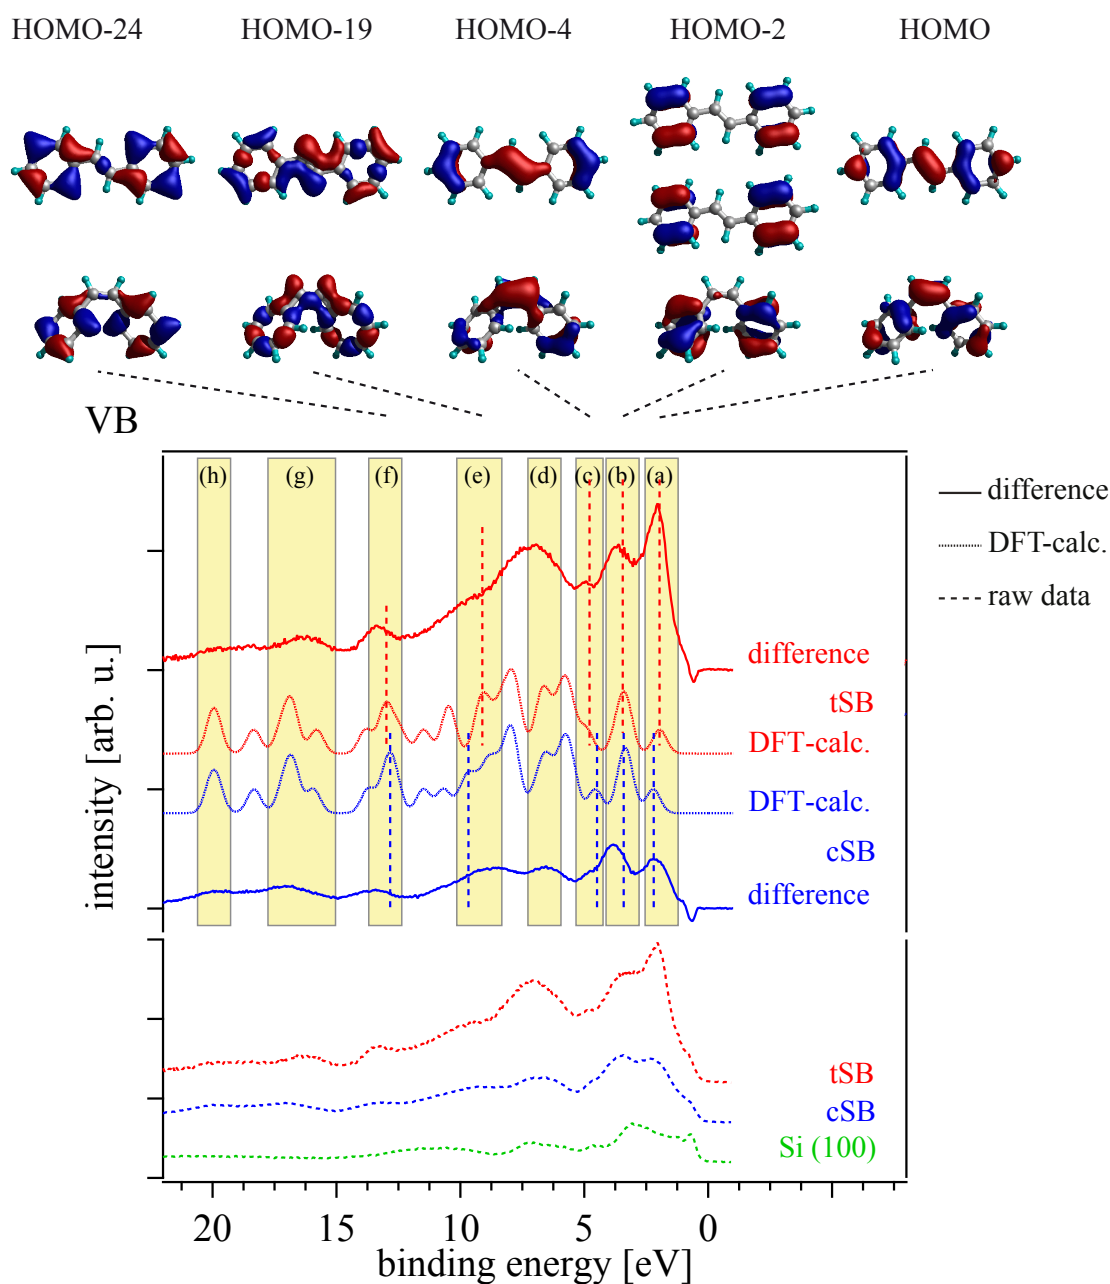 HOMO-24 HOMO-19 HOMO-4 HOMO-2 HOMO
VB
(h) (g) (f) (e) (d) (c) (b) (a)
difference
DFT-calc.
raw data
difference
tSB
DFT-calc.
DFT-calc.
cSB
difference
tSB
cSB
Si (100)
intensity [arb. u.]
20 15 10 5 0
binding energy [eV]